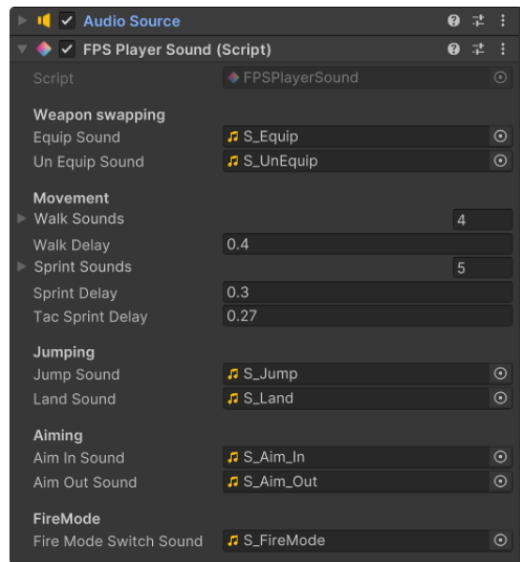 Audio Source
FPS Player Sound (Script)
Script FPSPlayerSound
Weapon swapping
Equip Sound S_Equip
Un Equip Sound S_UnEquip
Movement
Walk Sounds 4
Walk Delay 0.4
Sprint Sounds 5
Sprint Delay 0.3
Tac Sprint Delay 0.27
Jumping
Jump Sound S_Jump
Land Sound S_Land
Aiming
Aim In Sound S_Aim_In
Aim Out Sound S_Aim_Out
FireMode
Fire Mode Switch Sound S_FireMode